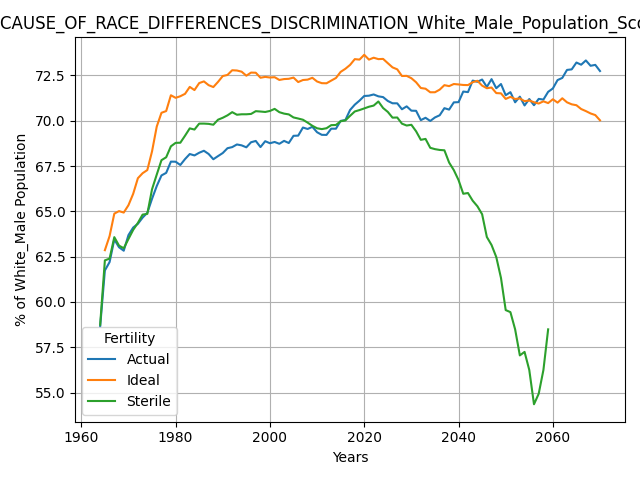 CAUSE_OF_RACE_DIFFERENCES_DISCRIMINATION_White_Male_Population_Sco
72.5
70.0
67.5
65.0
62.5
60.0
57.5
55.0
% of White_Male Population
Fertility
Actual
Ideal
Sterile
1960 1980 2000 2020 2040 2060
Years